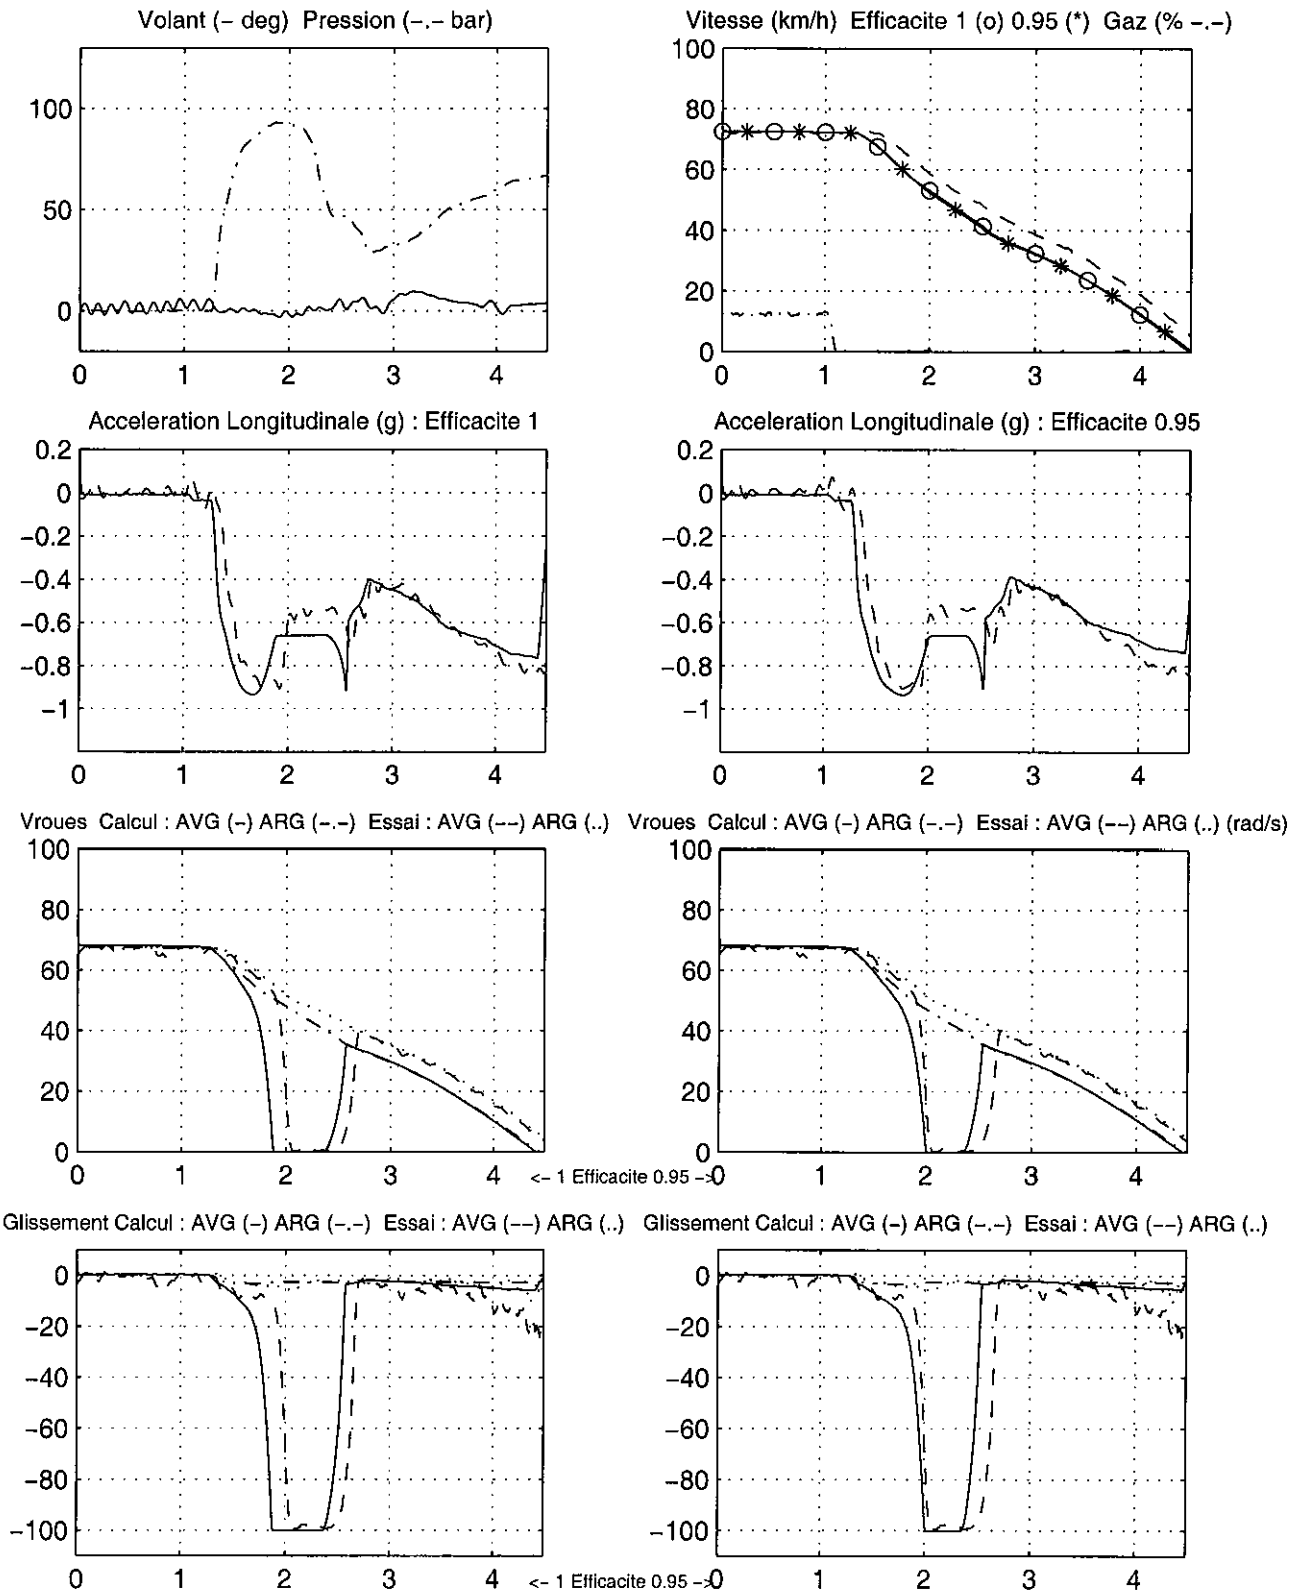 Volant (− deg)  Pression (−.− bar)
Vitesse (km/h)  Efficacite 1 (o) 0.95 (*)  Gaz (% −.−)
100
50
0
0 1 2 3 4
100
80
60
40
20
0
0 1 2 3 4
Acceleration Longitudinale (g) : Efficacite 1
Acceleration Longitudinale (g) : Efficacite 0.95
0.2
0
−0.2
−0.4
−0.6
−0.8
−1
0 1 2 3 4
0.2
0
−0.2
−0.4
−0.6
−0.8
−1
0 1 2 3 4
Vroues  Calcul : AVG (−) ARG (−.−)  Essai : AVG (−−) ARG (..)
Vroues  Calcul : AVG (−) ARG (−.−)  Essai : AVG (−−) ARG (..) (rad/s)
100
80
60
40
20
0
0 1 2 3 4
<− 1 Efficacite 0.95 −>
100
80
60
40
20
0
0 1 2 3 4
Glissement Calcul : AVG (−) ARG (−.−)  Essai : AVG (−−) ARG (..)
Glissement Calcul : AVG (−) ARG (−.−)  Essai : AVG (−−) ARG (..)
0
−20
−40
−60
−80
−100
0 1 2 3 4
<− 1 Efficacite 0.95 −>
0
−20
−40
−60
−80
−100
0 1 2 3 4